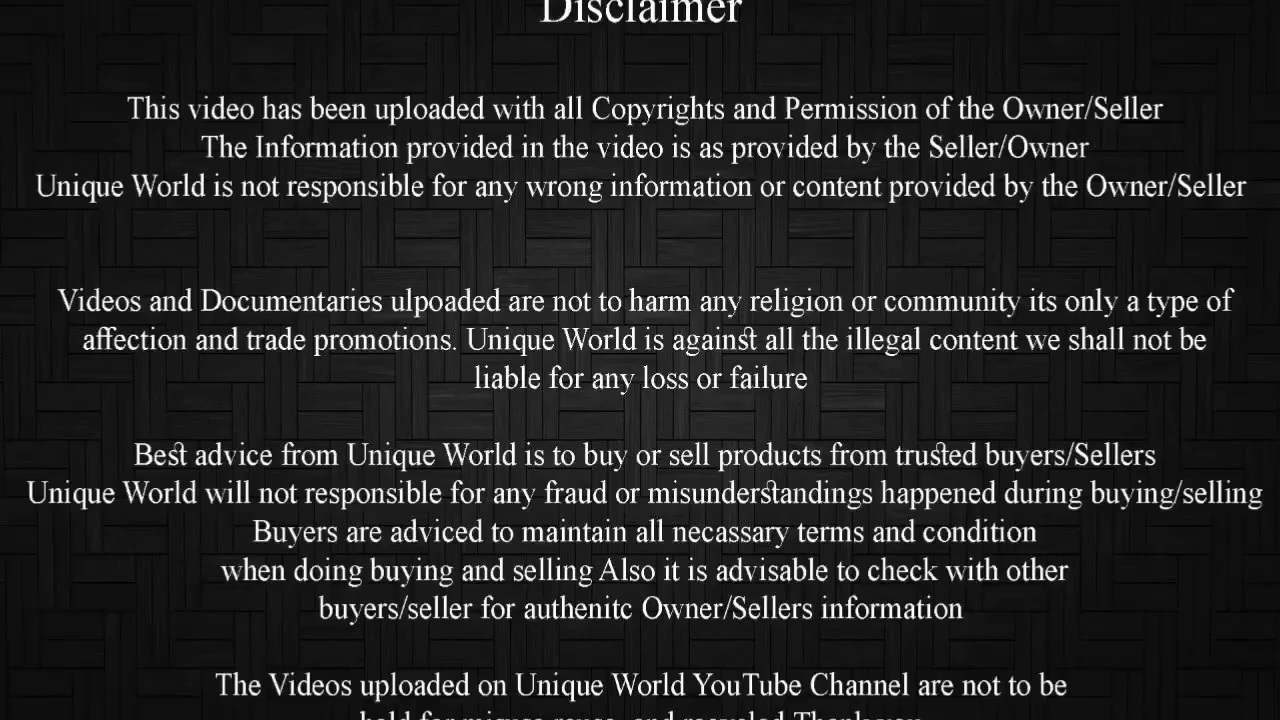 Disclaimer
This video has been uploaded with all Copyrights and Permission of the Owner/Seller
The Information provided in the video is as provided by the Seller/Owner
Unique World is not responsible for any wrong information or content provided by the Owner/Seller
Videos and Documentaries ulpoaded are not to harm any religion or community its only a type of
affection and trade promotions. Unique World is against all the illegal content we shall not be
liable for any loss or failure
Best advice from Unique World is to buy or sell products from trusted buyers/Sellers
Unique World will not responsible for any fraud or misunderstandings happened during buying/selling
Buyers are adviced to maintain all necassary terms and condition
when doing buying and selling Also it is advisable to check with other
buyers/seller for authenitc Owner/Sellers information
The Videos uploaded on Unique World YouTube Channel are not to be